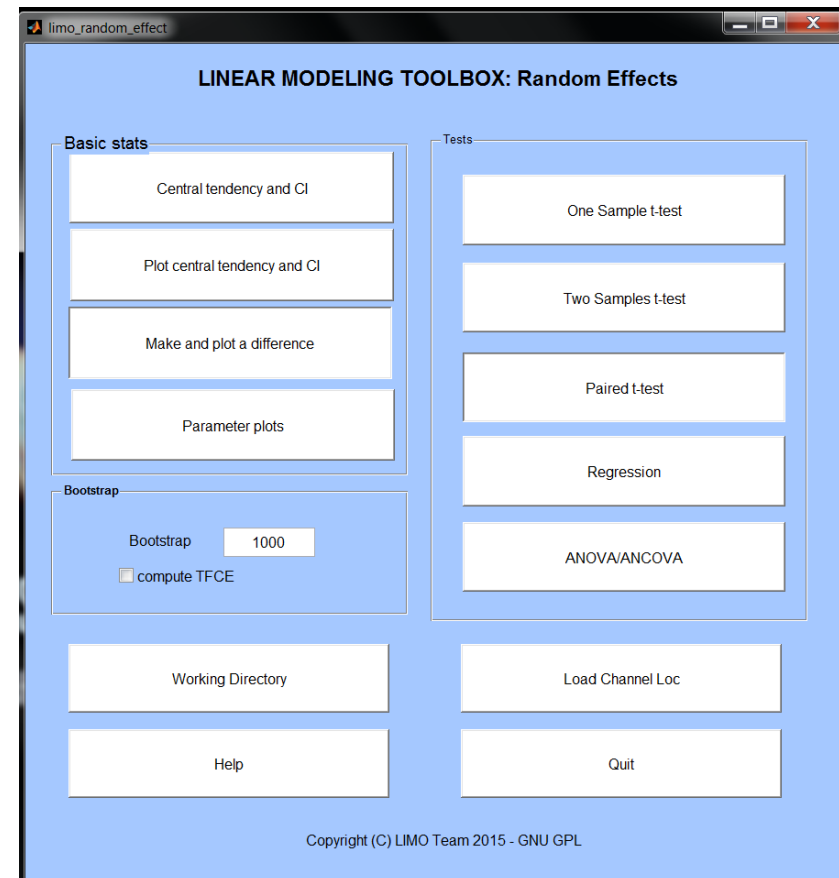 limo_random_effect
LINEAR MODELING TOOLBOX: Random Effects
Basic stats
Central tendency and CI
Plot central tendency and CI
Make and plot a difference
Parameter plots
Tests
One Sample t-test
Two Samples t-test
Paired t-test
Regression
ANOVA/ANCOVA
Bootstrap
Bootstrap 1000
compute TFCE
Working Directory
Load Channel Loc
Help
Quit
Copyright (C) LIMO Team 2015 - GNU GPL